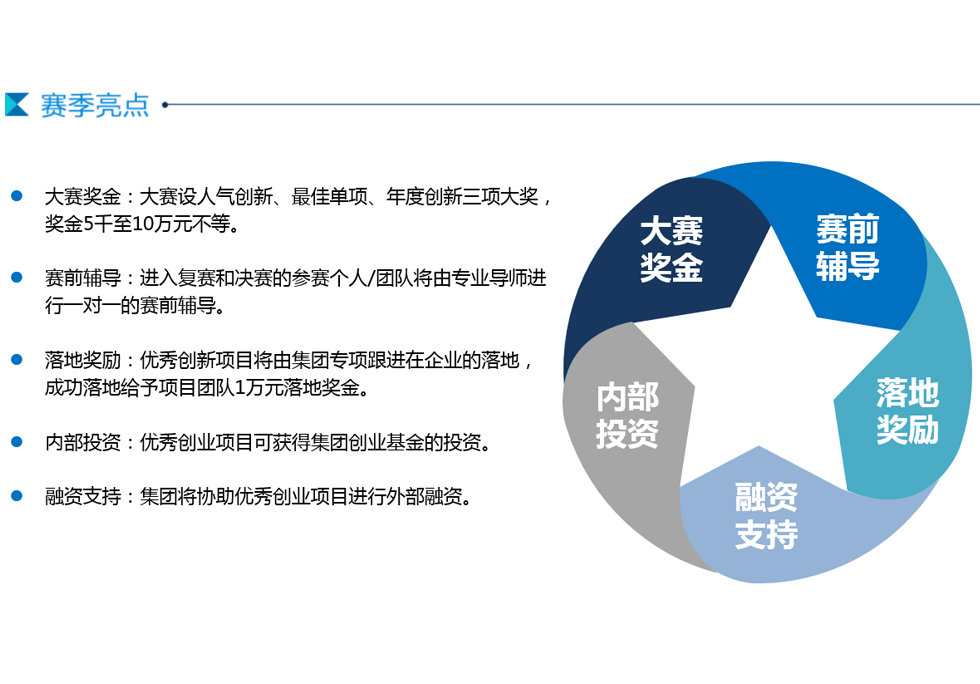 赛季亮点
大赛奖金：大赛设人气创新、最佳单项、年度创新三项大奖，
奖金5千至10万元不等。
赛前辅导：进入复赛和决赛的参赛个人/团队将由专业导师进
行一对一的赛前辅导。
落地奖励：优秀创新项目将由集团专项跟进在企业的落地，
成功落地给予项目团队1万元落地奖金。
内部投资：优秀创业项目可获得集团创业基金的投资。
融资支持：集团将协助优秀创业项目进行外部融资。
大赛
奖金
赛前
辅导
落地
奖励
融资
支持
内部
投资